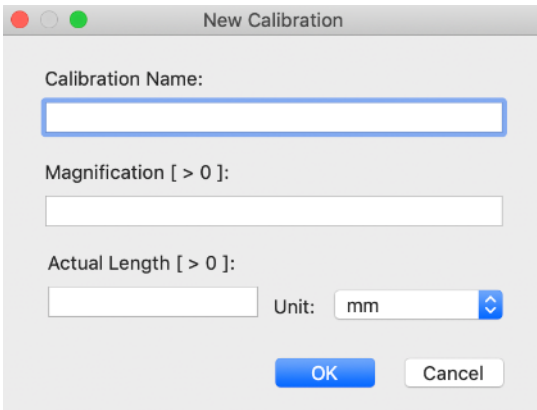 New Calibration
Calibration Name:
Magnification [ > 0 ]:
Actual Length [ > 0 ]:
Unit: mm
OK Cancel